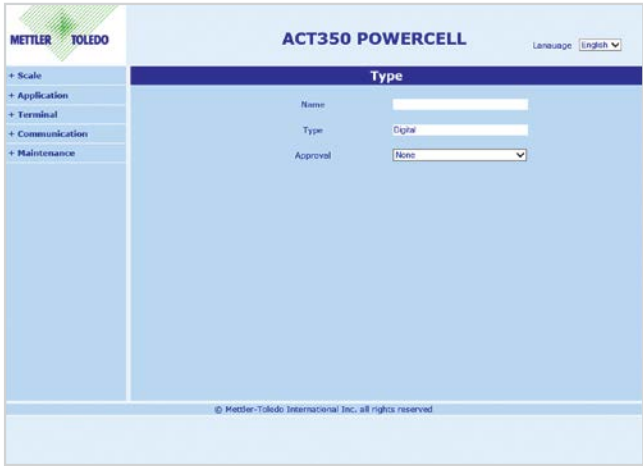 METTLER TOLEDO
ACT350 POWERCELL
Language English
+ Scale
+ Application
+ Terminal
+ Communication
+ Maintenance
Type
Name
Type Digital
Approval None
© Mettler-Toledo International Inc. all rights reserved